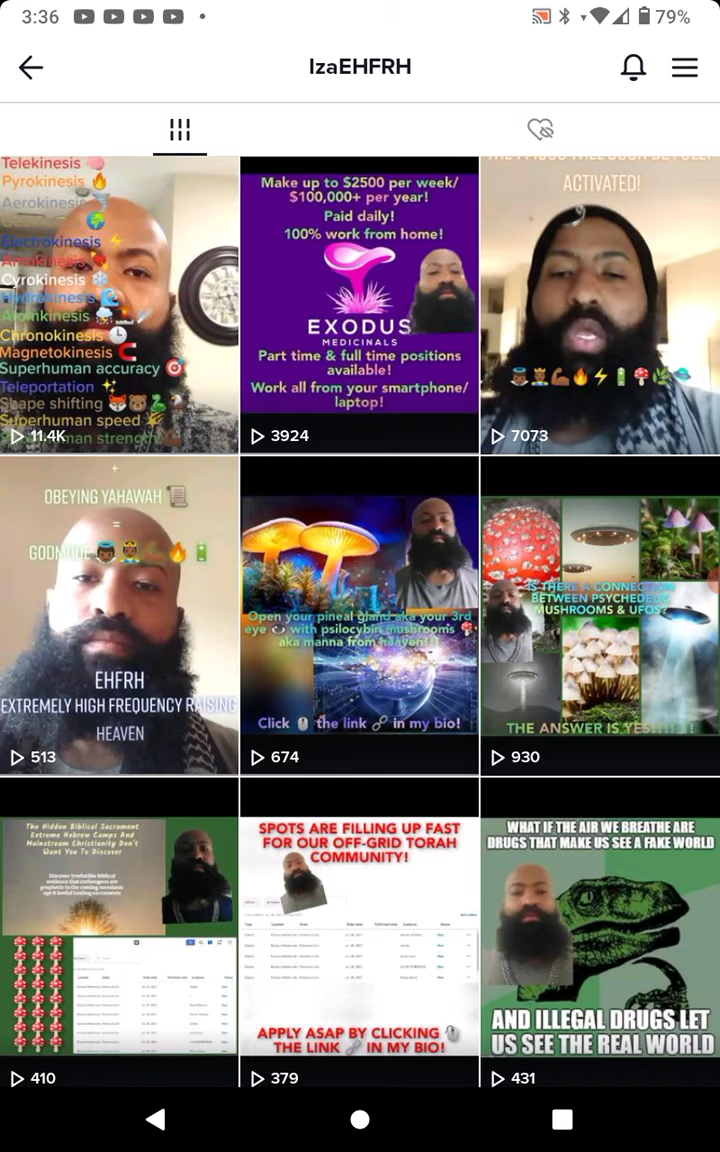 3:36
79%
IzaEHFRH
Telekinesis 🧠
Pyrokinesis 🔥
Aerokinesis
Electrokinesis ⚡
Cyrokinesis ❄️
Hydrokinesis 🌊
Atomkinesis
Chronokinesis 🕒
Magnetokinesis 🧲
Superhuman accuracy 🎯
Teleportation ✨
Shape shifting 🦊🐻🐍🦅
Superhuman speed
strength
11.4K
Make up to $2500 per week/
$100,000+ per year!
Paid daily!
100% work from home!
EXODUS
MEDICINALS
Part time & full time positions
available!
Work all from your smartphone/
laptop!
3924
ACTIVATED!
7073
+
OBEYING YAHAWAH 📜
=
GODMODE
EHFRH
EXTREMELY HIGH FREQUENCY RAISING
HEAVEN
513
Open your pineal gland aka your 3rd
eye 👁 with psilocybin mushrooms 🍄
aka manna from heaven!!!
Click 🖱 the link 🔗 in my bio!
674
IS THERE A CONNECTION
BETWEEN PSYCHEDELIC
MUSHROOMS & UFOS?
THE ANSWER IS YES!!!!!!
930
The Hidden Biblical Sacrament
Extreme Hebrew Camps And
Mainstream Christianity Don't
Want You To Discover
410
SPOTS ARE FILLING UP FAST
FOR OUR OFF-GRID TORAH
COMMUNITY!
APPLY ASAP BY CLICKING 🖱
THE LINK 🔗 IN MY BIO!
379
WHAT IF THE AIR WE BREATHE ARE
DRUGS THAT MAKE US SEE A FAKE WORLD
AND ILLEGAL DRUGS LET
US SEE THE REAL WORLD
431